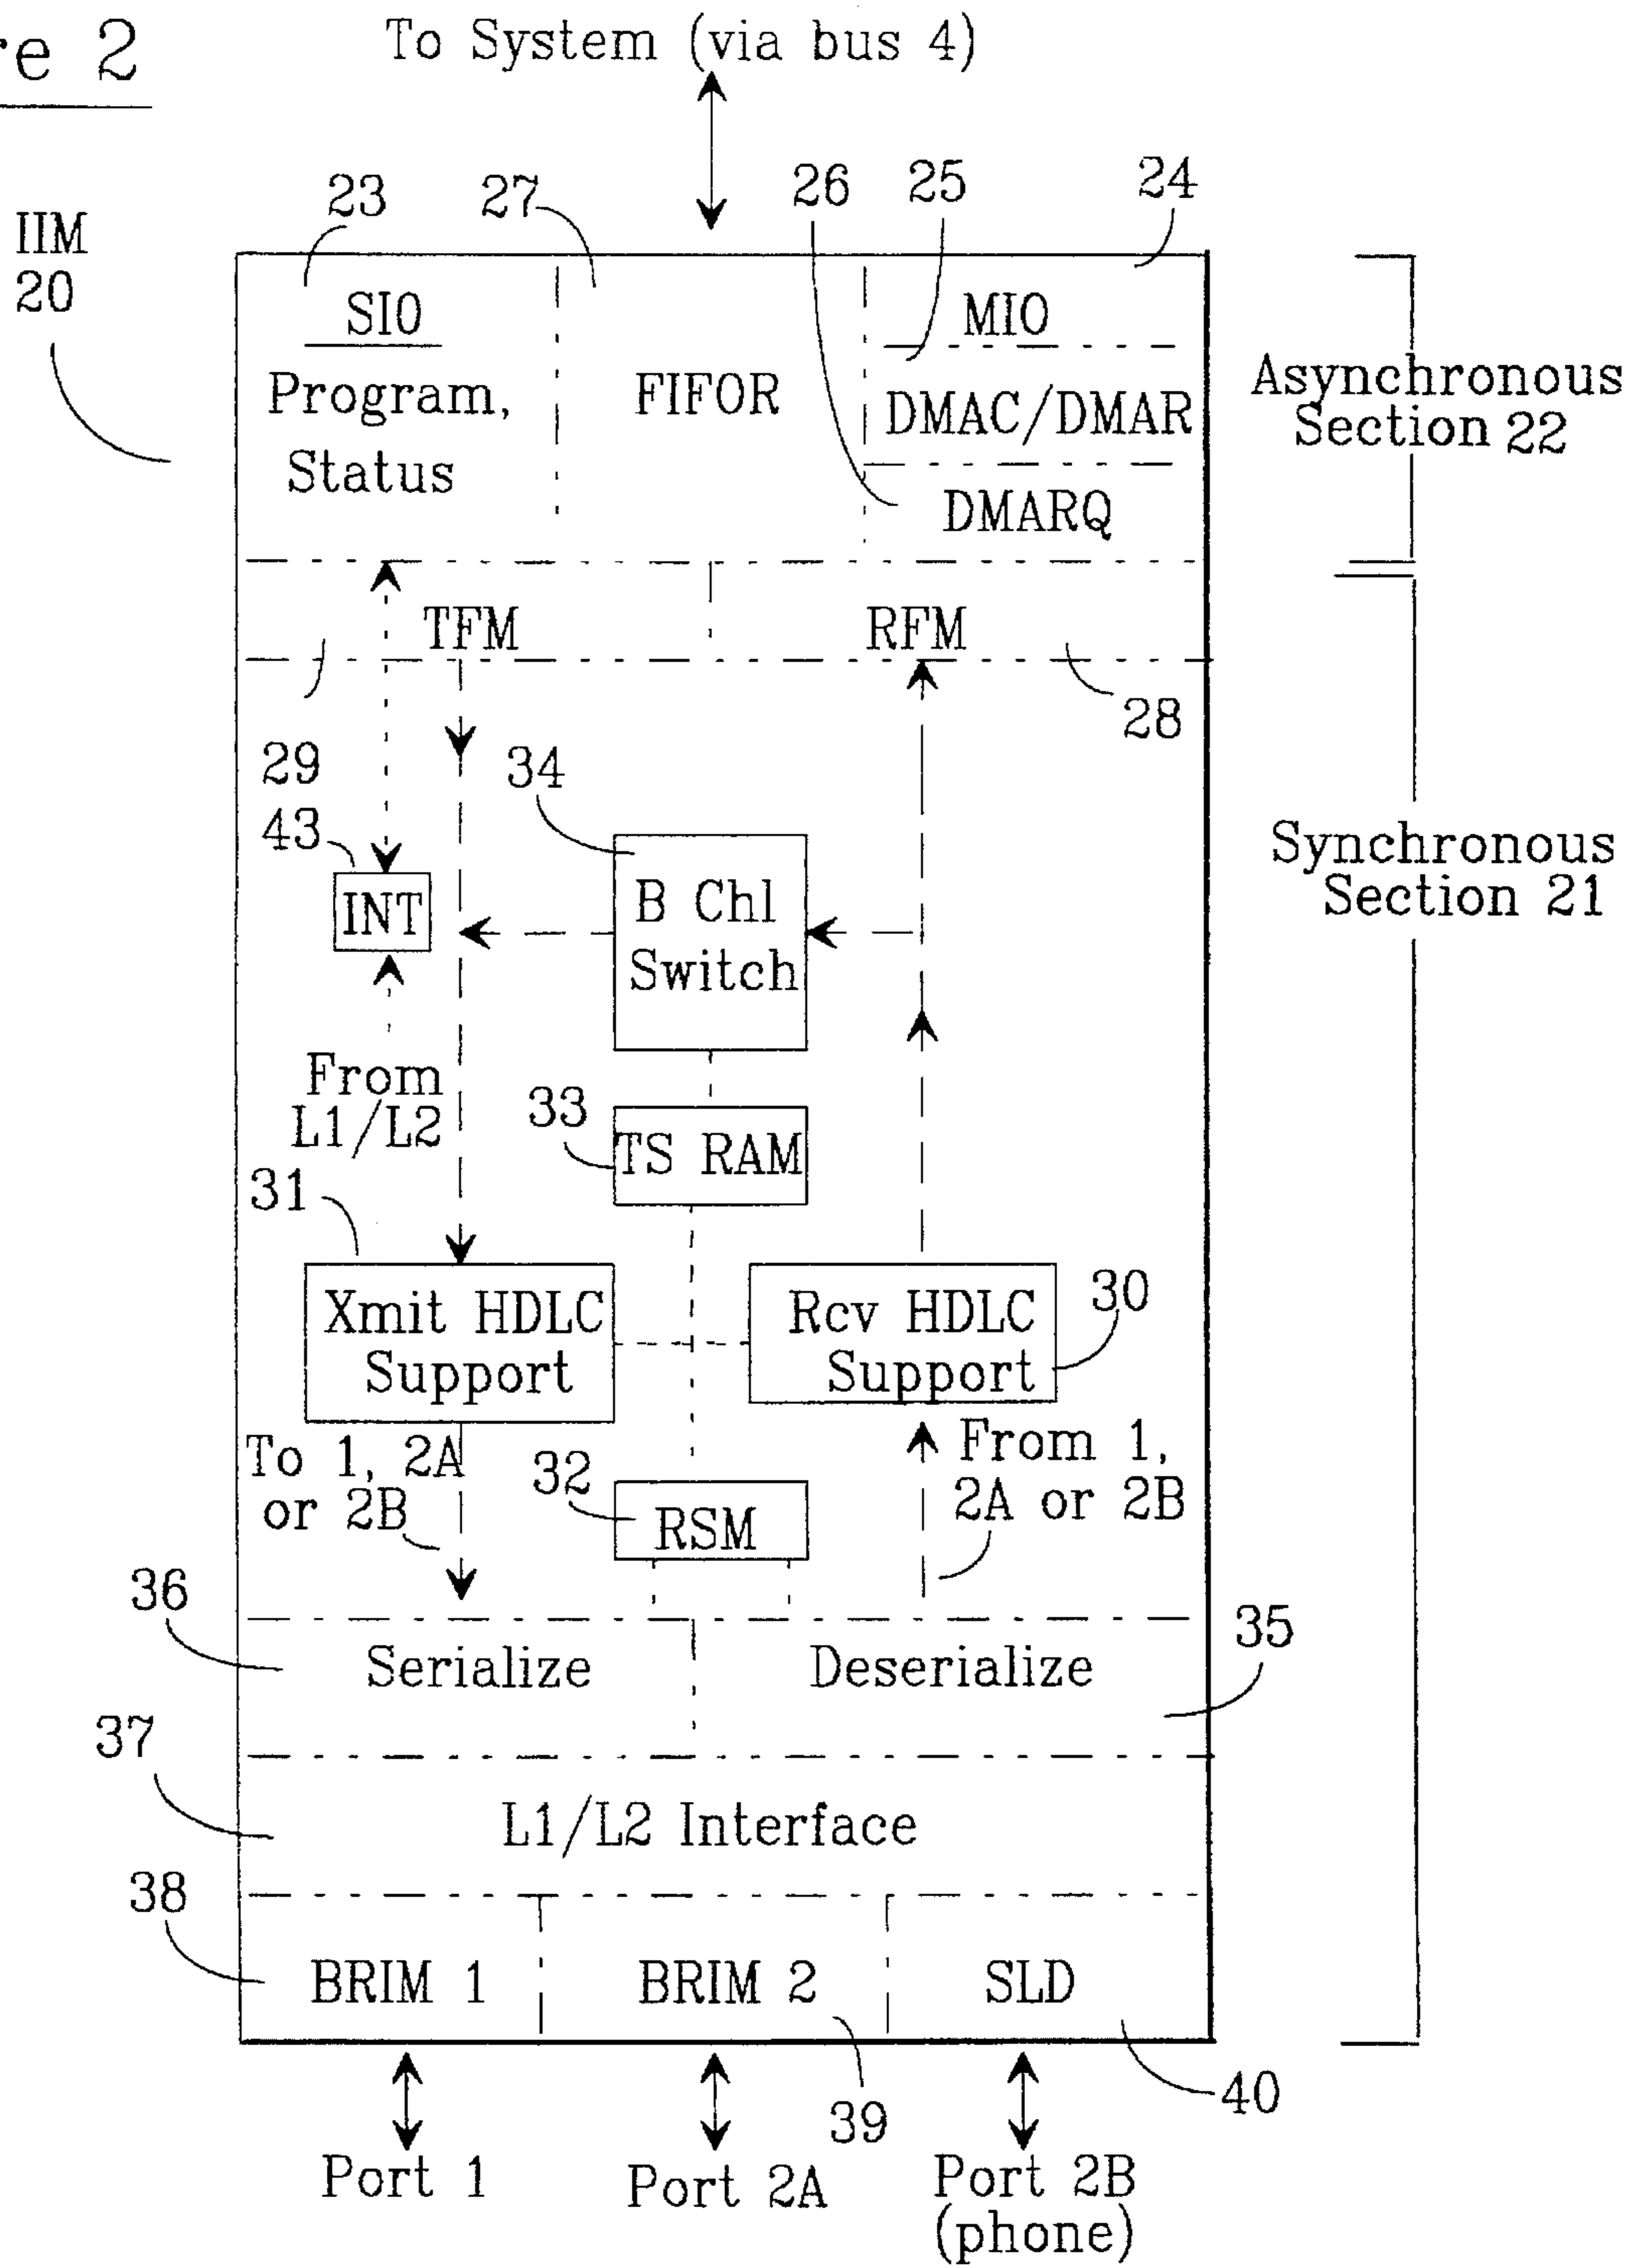 re 2
To System (via bus 4)
IIM
20
23
27
26
25
24
SIO
Program,
Status
FIFOR
MIO
DMAC/DMAR
DMARQ
Asynchronous
Section 22
TFM
RFM
29
28
43
INT
34
B Chl
Switch
Synchronous
Section 21
From
L1/L2
33
TS RAM
31
Xmit HDLC
Support
Rcv HDLC
Support
30
To 1, 2A
or 2B
32
RSM
From 1,
2A or 2B
36
Serialize
Deserialize
35
37
L1/L2 Interface
38
BRIM 1
BRIM 2
SLD
39
40
Port 1
Port 2A
Port 2B
(phone)